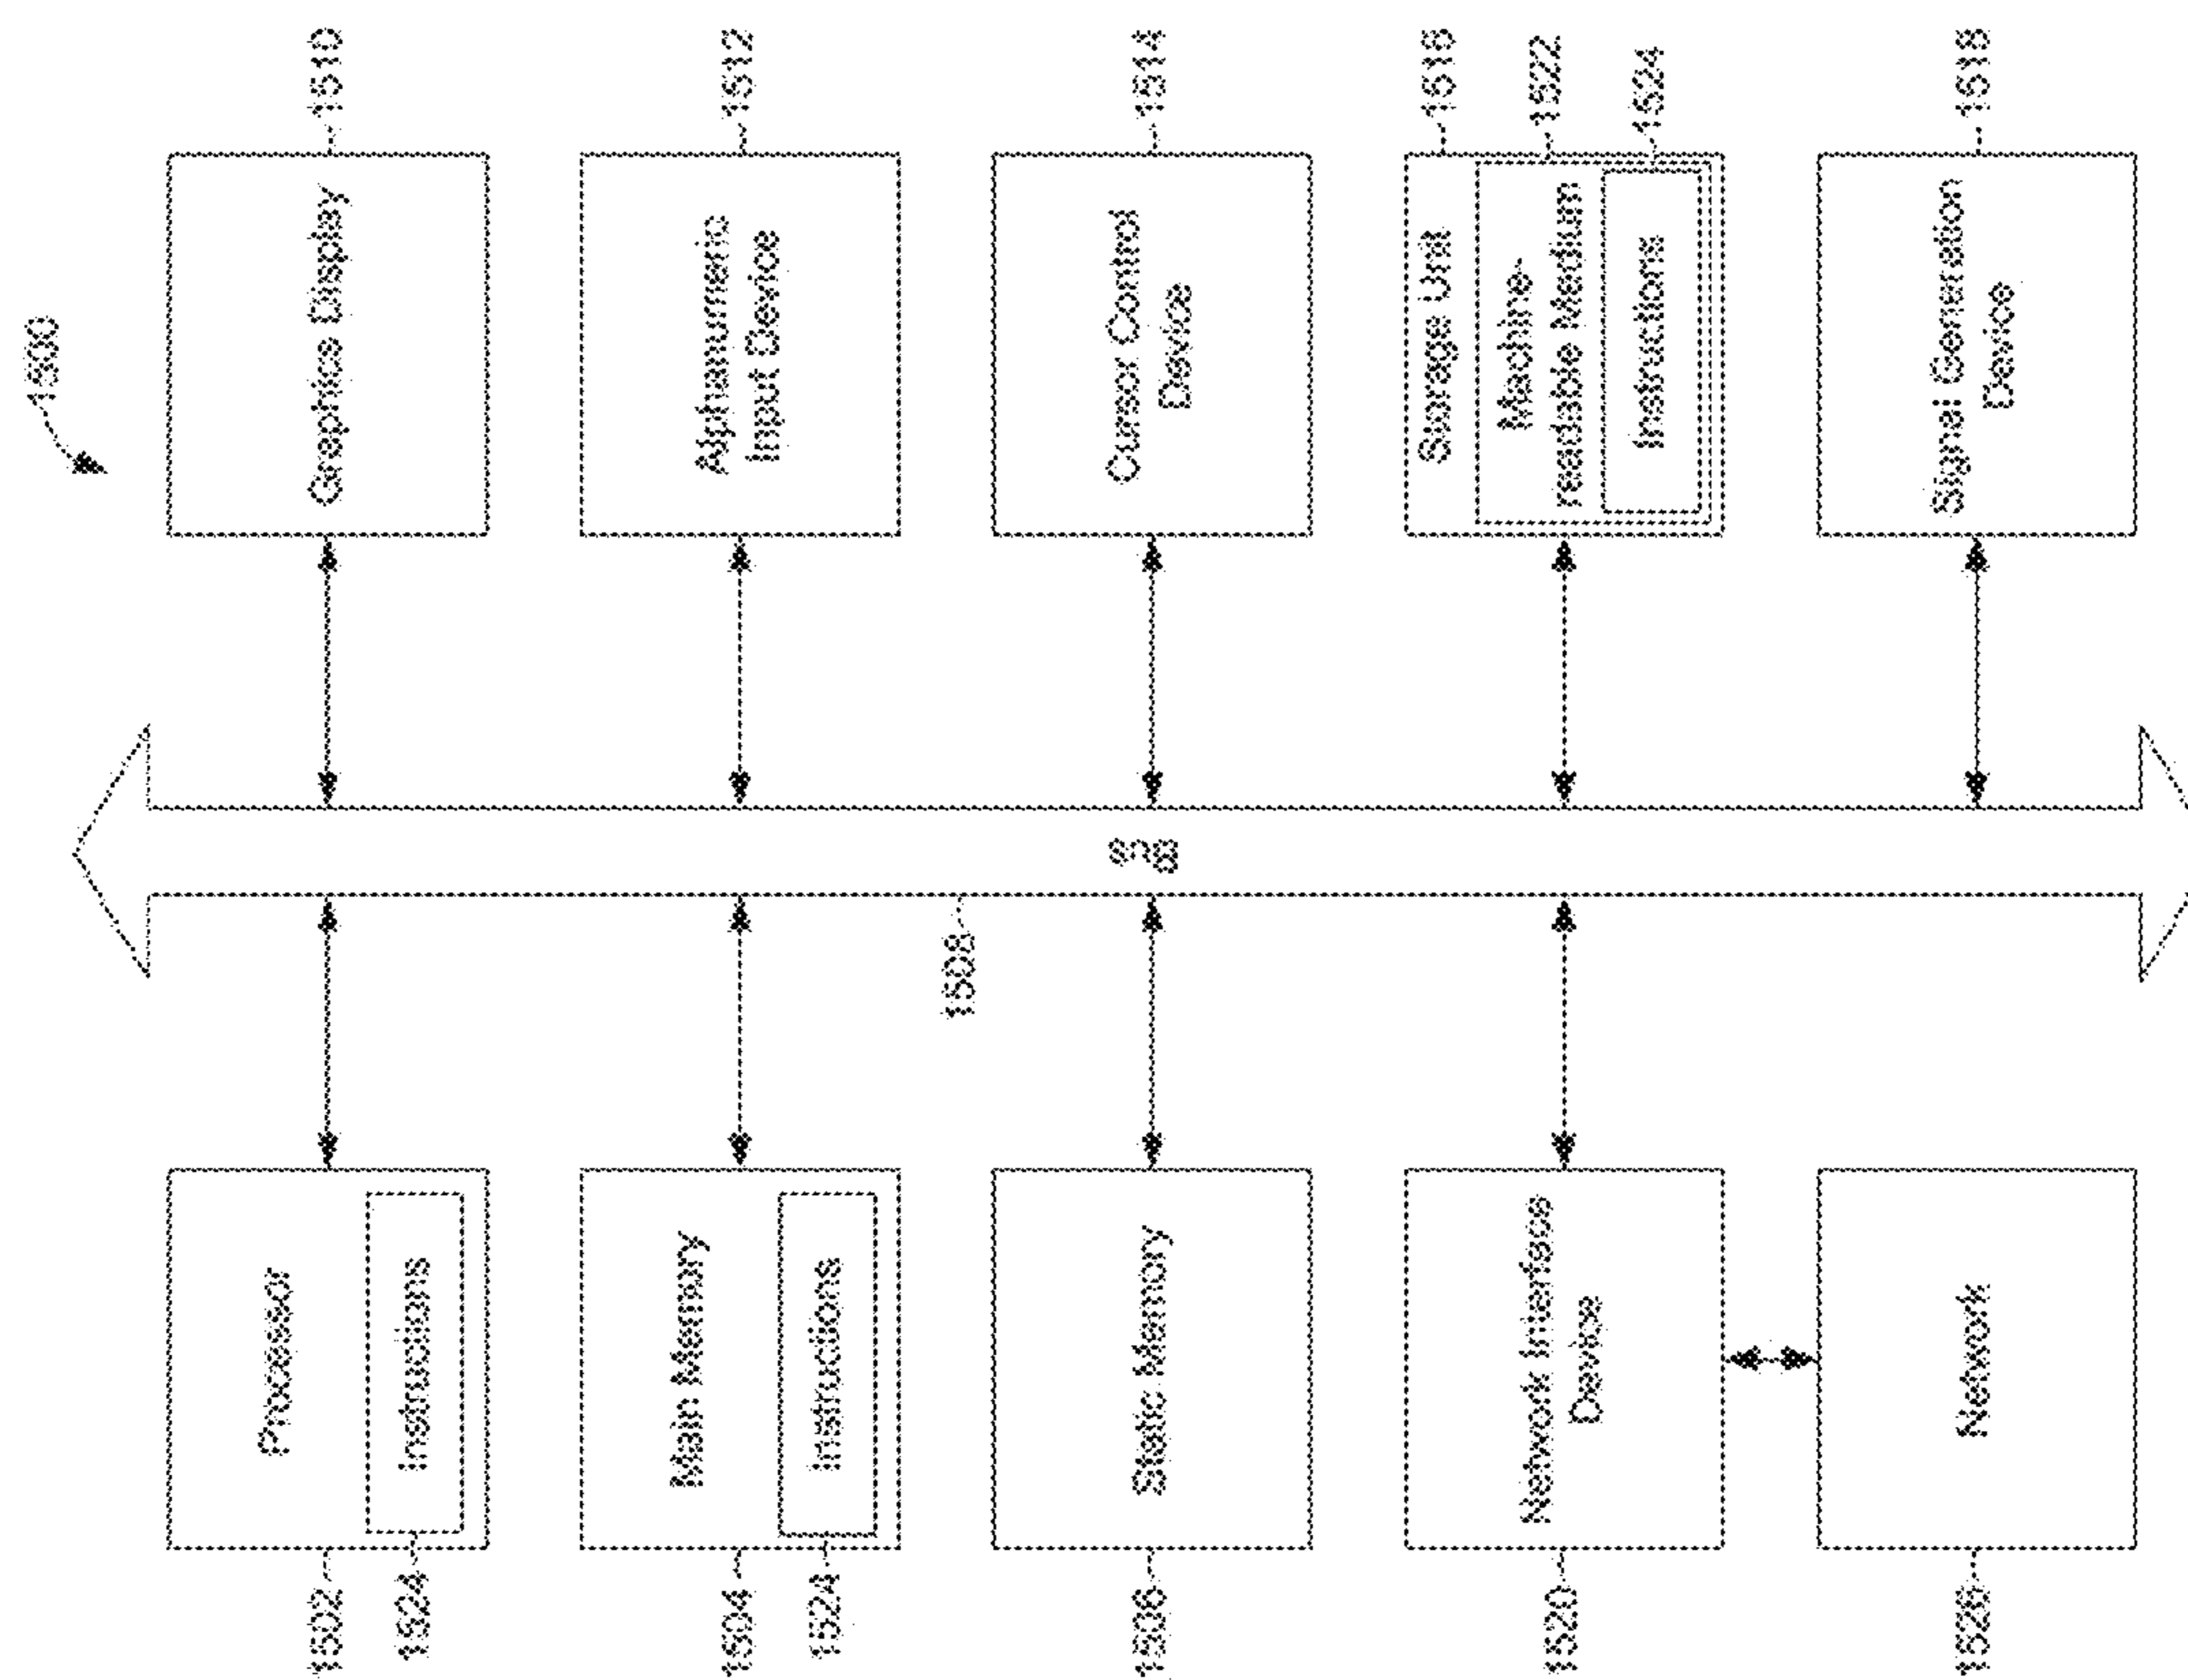 1500
Processor
Instructions
1502
1524
Main Memory
Instructions
1504
1524
Static Memory
1506
Network Interface
Device
1520
Network
1526
Bus
1508
Graphics Display
1510
Alphanumeric
Input Device
1512
Cursor Control
Device
1514
Storage Unit
Machine-
readable Medium
Instructions
1516
1522
1524
Signal Generation
Device
1518